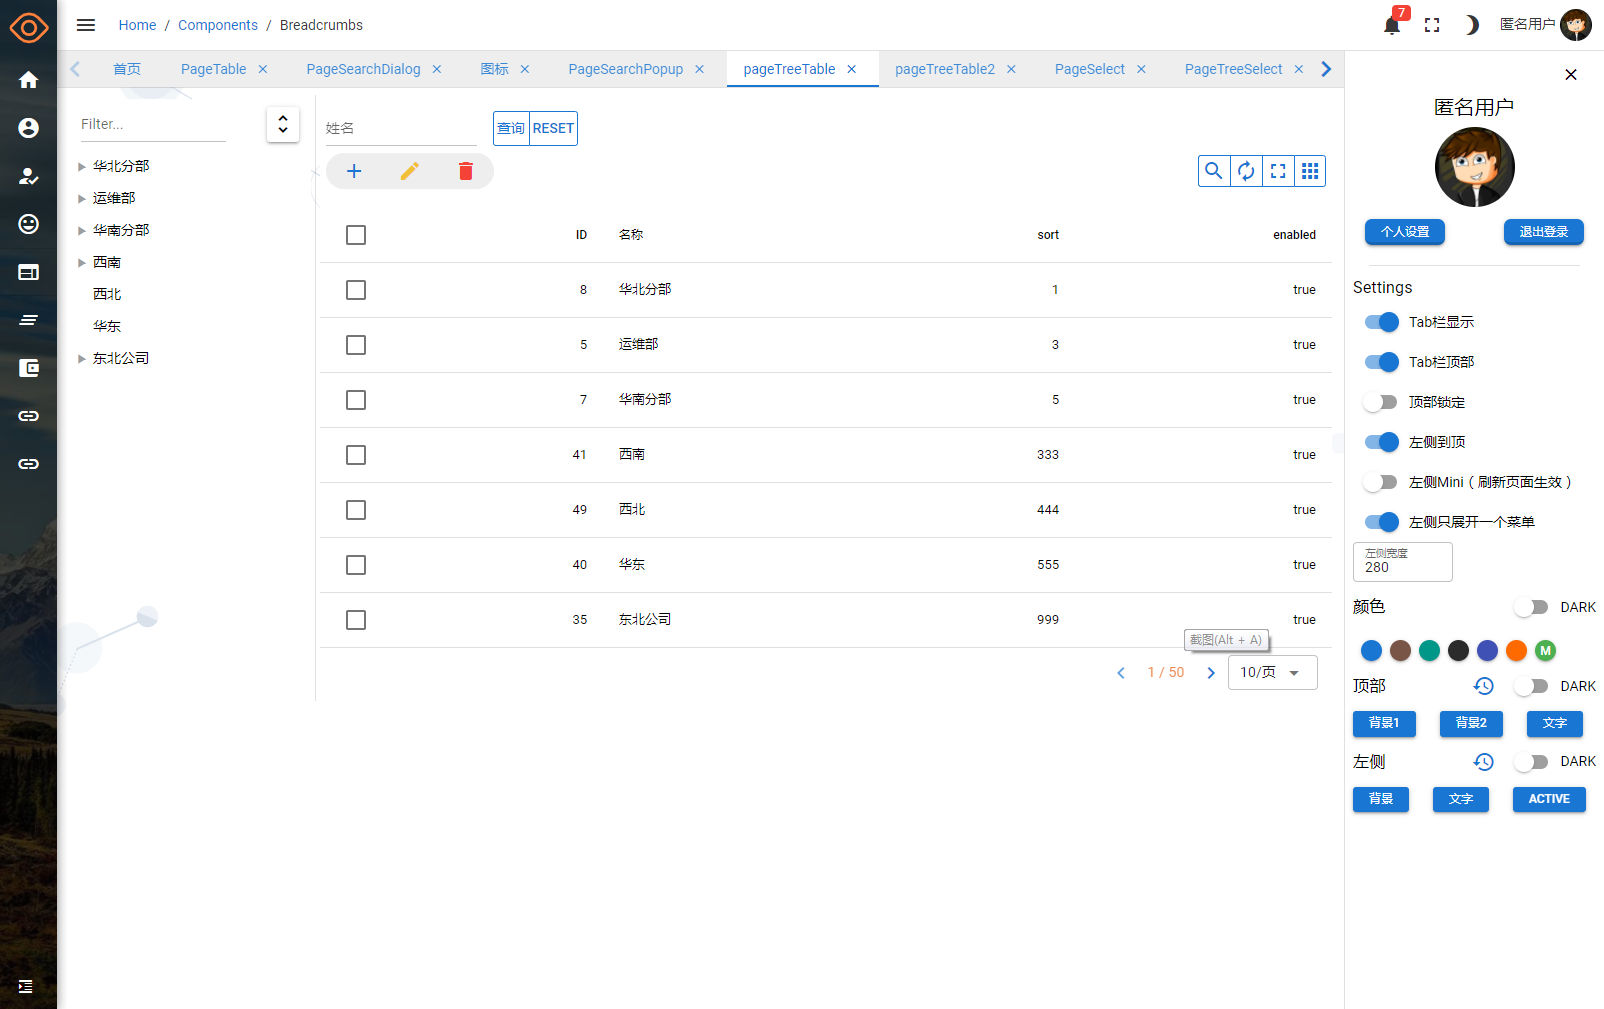 Home / Components / Breadcrumbs
7
匿名用户
首页 PageTable PageSearchDialog 图标 PageSearchPopup pageTreeTable pageTreeTable2 PageSelect PageTreeSelect
Filter...
华北分部
运维部
华南分部
西南
西北
华东
东北公司
姓名 查询 RESET
ID 名称 sort enabled
8 华北分部 1 true
5 运维部 3 true
7 华南分部 5 true
41 西南 333 true
49 西北 444 true
40 华东 555 true
35 东北公司 999 true
截图(Alt + A)
1 / 50 10/页
匿名用户
个人设置 退出登录
Settings
Tab栏显示
Tab栏顶部
顶部锁定
左侧到顶
左侧Mini（刷新页面生效）
左侧只展开一个菜单
左侧宽度
280
颜色 DARK
M
顶部 DARK
背景1 背景2 文字
左侧 DARK
背景 文字 ACTIVE